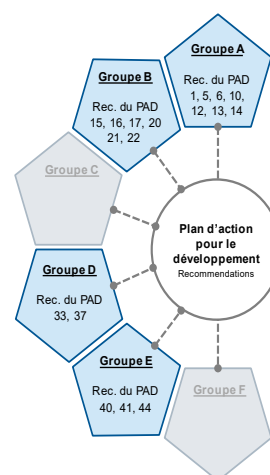 Groupe A
Rec. du PAD
1, 5, 6, 10,
12, 13, 14
Groupe B
Rec. du PAD
15, 16, 17, 20
21, 22
Groupe C
Plan d'action
pour le
développement
Recommendations
Groupe D
Rec. du PAD
33, 37
Groupe E
Rec. du PAD
40, 41, 44
Groupe F